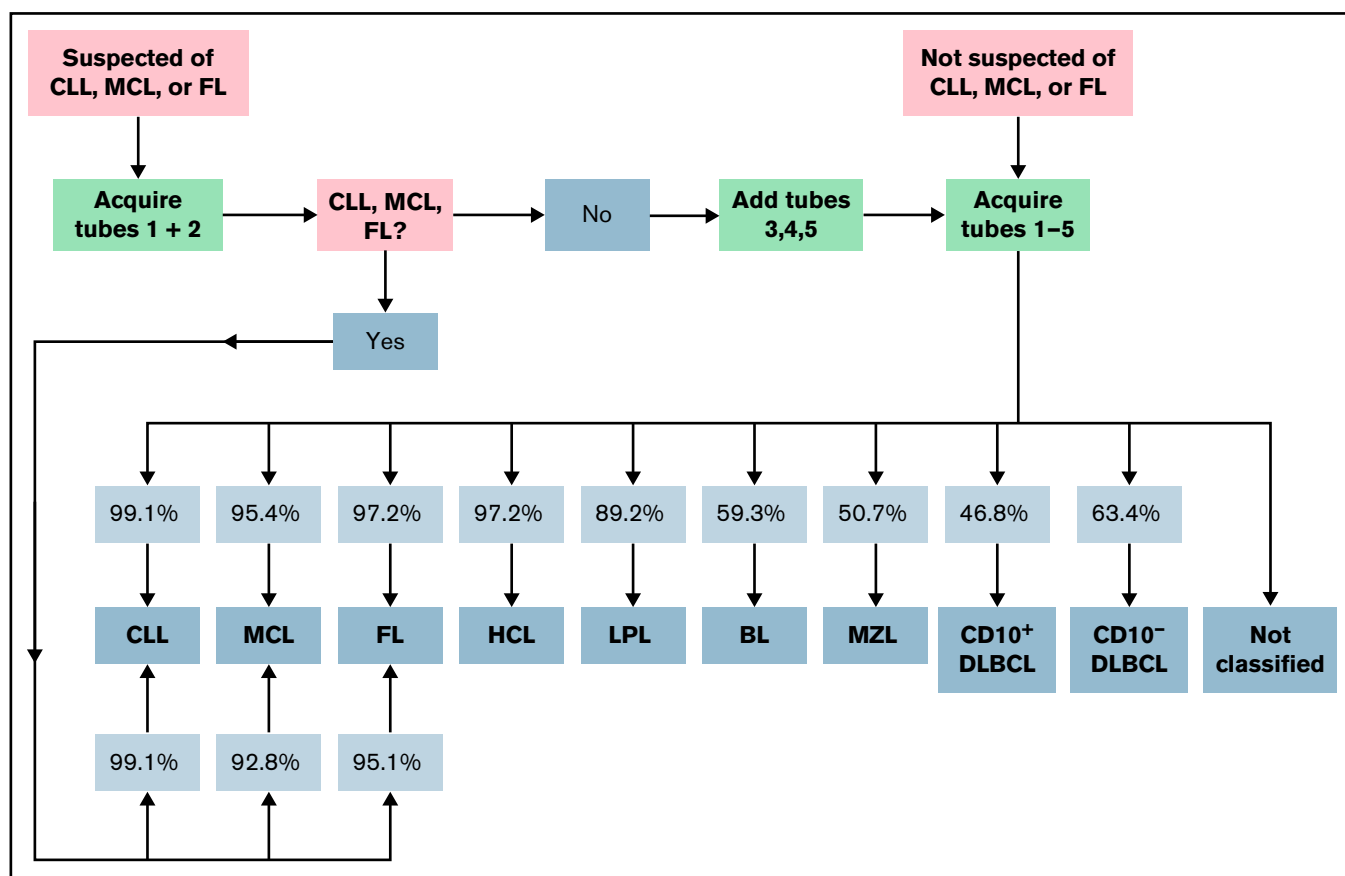 Suspected of
CLL, MCL, or FL
Not suspected of
CLL, MCL, or FL
Acquire
tubes 1 + 2
CLL, MCL,
FL?
No
Add tubes
3,4,5
Acquire
tubes 1–5
Yes
99.1%
95.4%
97.2%
97.2%
89.2%
59.3%
50.7%
46.8%
63.4%
CLL
MCL
FL
HCL
LPL
BL
MZL
CD10⁺
DLBCL
CD10⁻
DLBCL
Not
classified
99.1%
92.8%
95.1%